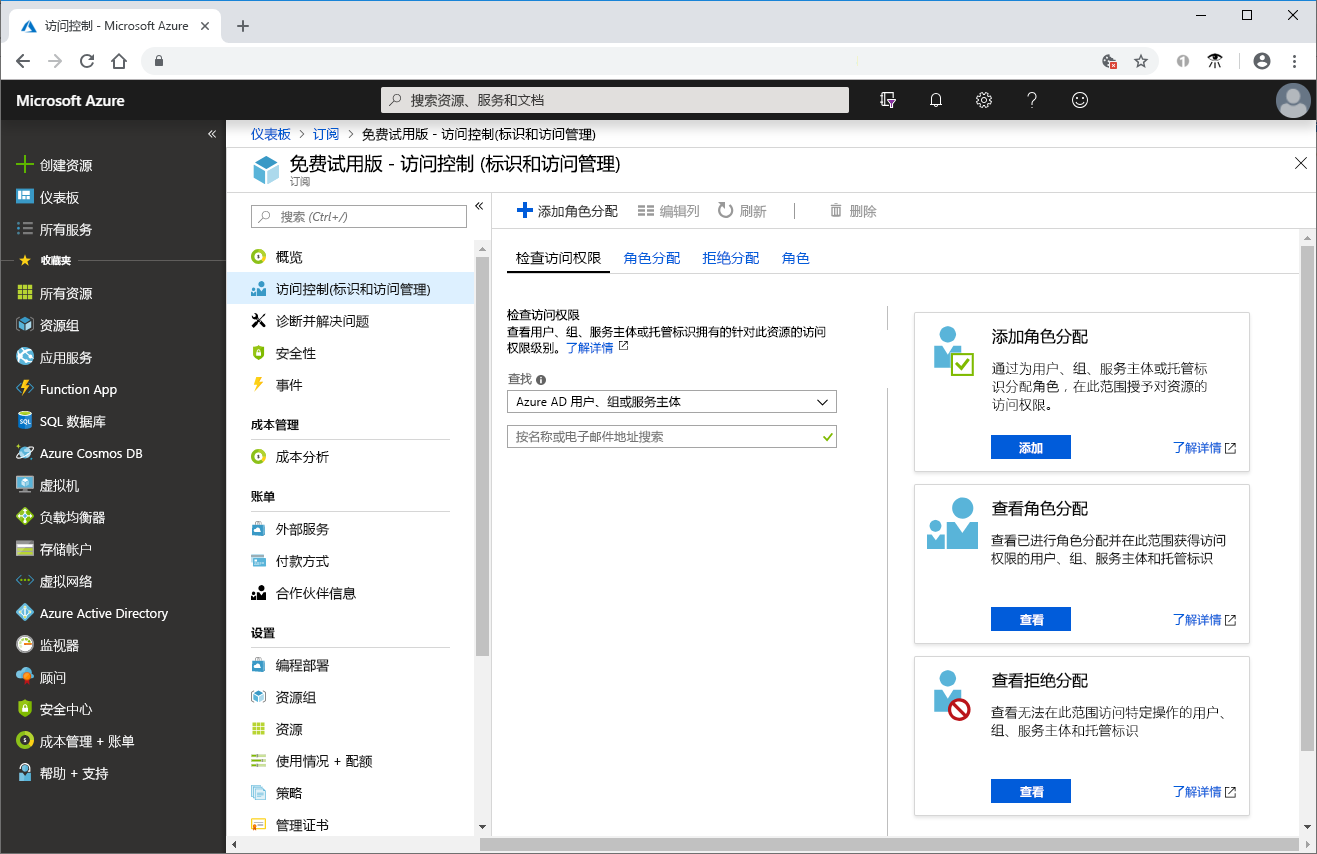 访问控制 - Microsoft Azure
Microsoft Azure
搜索资源、服务和文档
创建资源
仪表板
所有服务
收藏夹
所有资源
资源组
应用服务
Function App
SQL 数据库
Azure Cosmos DB
虚拟机
负载均衡器
存储帐户
虚拟网络
Azure Active Directory
监视器
顾问
安全中心
成本管理 + 账单
帮助 + 支持
仪表板 > 订阅 > 免费试用版 - 访问控制(标识和访问管理)
免费试用版 - 访问控制 (标识和访问管理)
订阅
搜索 (Ctrl+/)
概览
访问控制(标识和访问管理)
诊断并解决问题
安全性
事件
成本管理
成本分析
账单
外部服务
付款方式
合作伙伴信息
设置
编程部署
资源组
资源
使用情况 + 配额
策略
管理证书
添加角色分配 编辑列 刷新 删除
检查访问权限 角色分配 拒绝分配 角色
检查访问权限
查看用户、组、服务主体或托管标识拥有的针对此资源的访问
权限级别。了解详情
查找
Azure AD 用户、组或服务主体
按名称或电子邮件地址搜索
添加角色分配
通过为用户、组、服务主体或托管标
识分配角色，在此范围授予对资源的
访问权限。
添加 了解详情
查看角色分配
查看已进行角色分配并在此范围获得访问
权限的用户、组、服务主体和托管标识
查看 了解详情
查看拒绝分配
查看无法在此范围访问特定操作的用户、
组、服务主体和托管标识
查看 了解详情